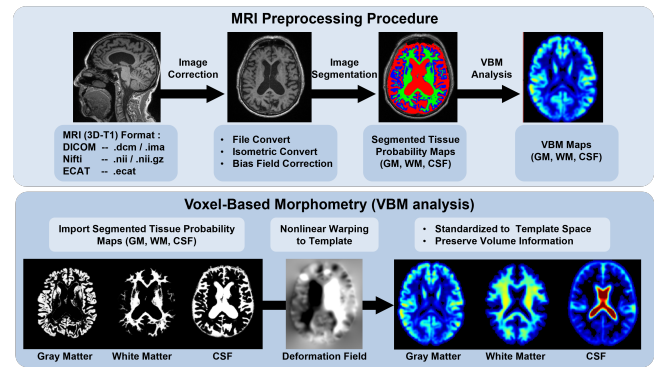 MRI Preprocessing Procedure
Image
Correction
Image
Segmentation
VBM
Analysis
MRI (3D-T1) Format :
DICOM -- .dcm / .ima
Nifti -- .nii / .nii.gz
ECAT -- .ecat
• File Convert
• Isometric Convert
• Bias Field Correction
Segmented Tissue
Probability Maps
(GM, WM, CSF)
VBM Maps
(GM, WM, CSF)
Voxel-Based Morphometry (VBM analysis)
Import Segmented Tissue Probability
Maps (GM, WM, CSF)
Nonlinear Warping
to Template
• Standardized to Template Space
• Preserve Volume Information
Gray Matter
White Matter
CSF
Deformation Field
Gray Matter
White Matter
CSF